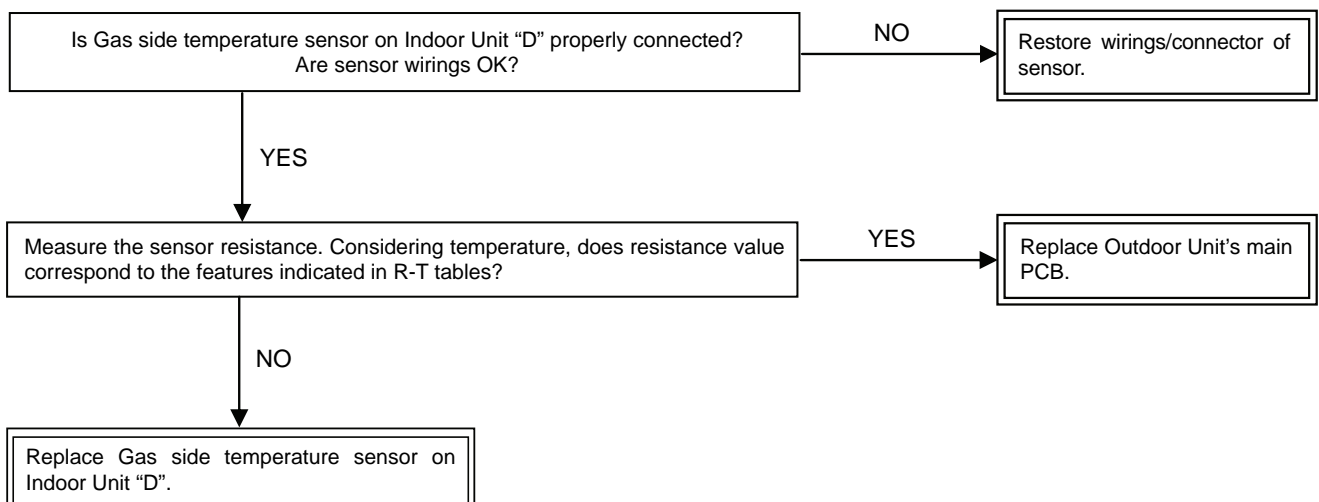 Is Gas side temperature sensor on Indoor Unit “D” properly connected?
Are sensor wirings OK?
NO
Restore wirings/connector of
sensor.
YES
Measure the sensor resistance. Considering temperature, does resistance value
correspond to the features indicated in R-T tables?
YES
Replace Outdoor Unit’s main
PCB.
NO
Replace Gas side temperature sensor on
Indoor Unit “D”.